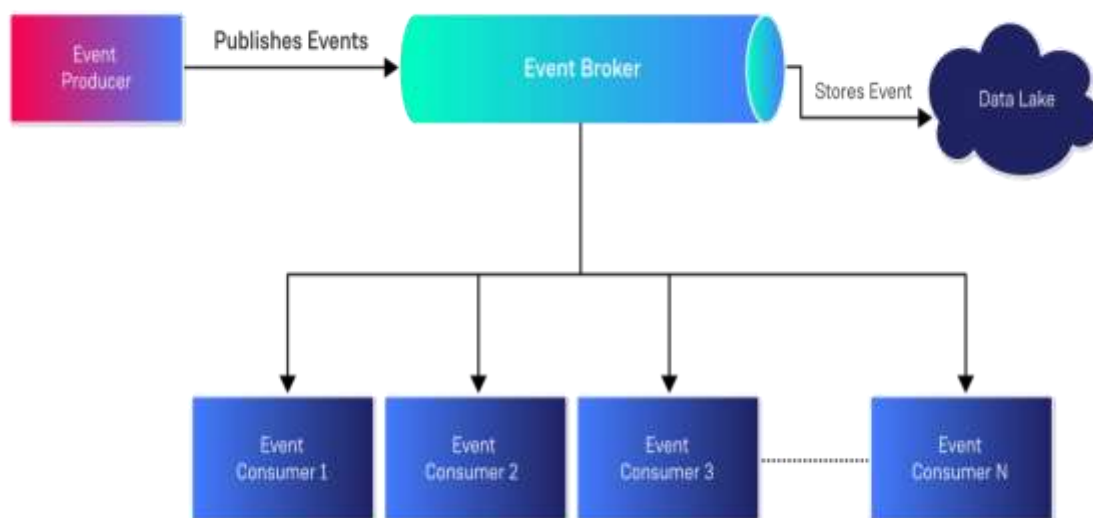 Event
Producer
Publishes Events
Event Broker
Stores Event
Data Lake
Event
Consumer 1
Event
Consumer 2
Event
Consumer 3
Event
Consumer N